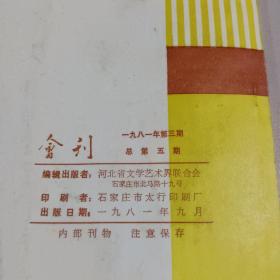 会刊
一九八一年第三期
总第五期
编辑出版者：河北省文学艺术界联合会
石家庄市北马路十九号
印刷者：石家庄市太行印刷厂
出版日期：一九八一年九月
内部刊物 注意保存